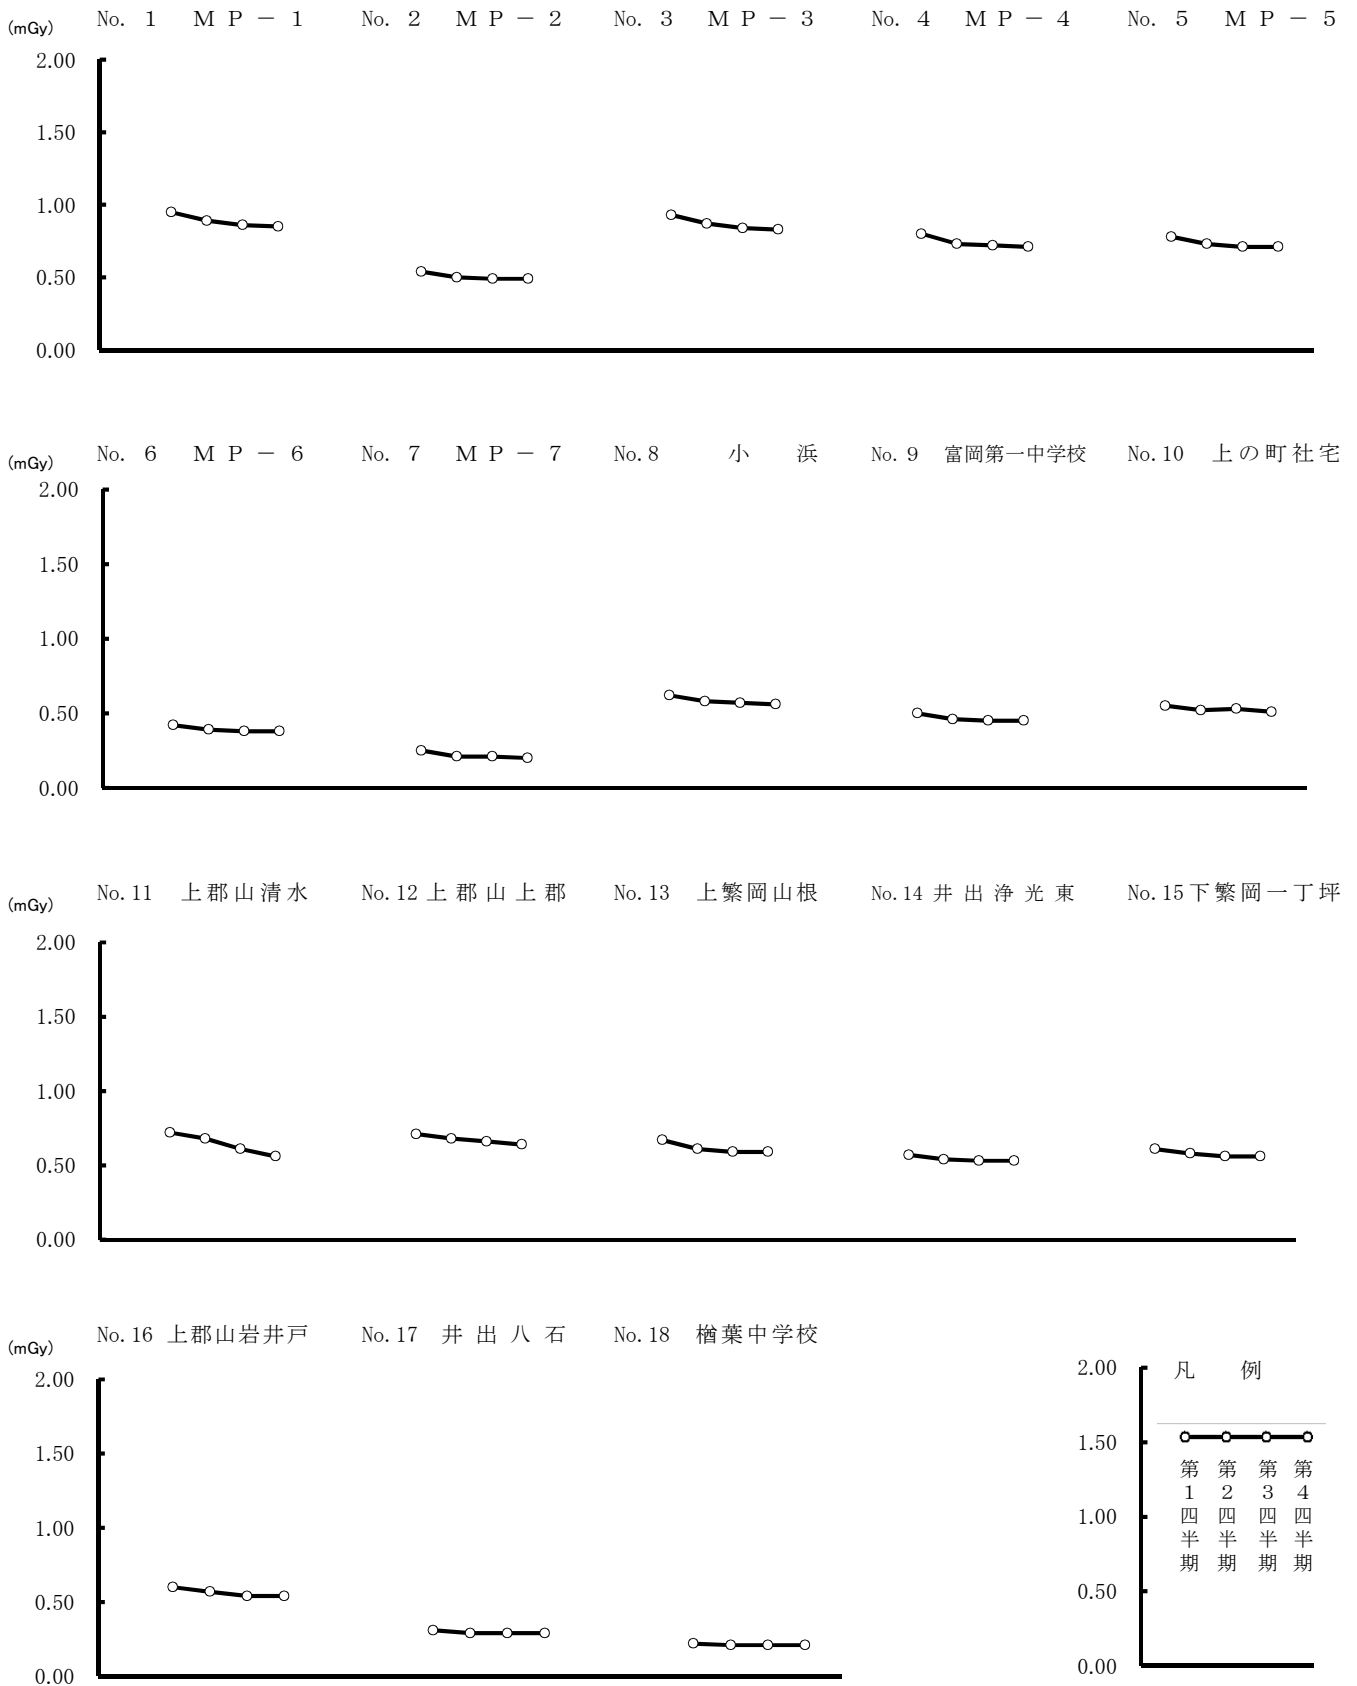 No. １ ＭＰ－１ No. ２ ＭＰ－２ No. ３ ＭＰ－３ No. ４ ＭＰ－４ No. ５ ＭＰ－５
(mGy)
2.00
1.50
1.00
0.50
0.00
No. ６ ＭＰ－６ No. ７ ＭＰ－７ No.8 小浜 No. 9 富岡第一中学校 No.10 上の町社宅
(mGy)
2.00
1.50
1.00
0.50
0.00
No.11 上郡山清水 No.12 上郡山上郡 No.13 上繁岡山根 No.14 井出浄光東 No.15 下繁岡一丁坪
(mGy)
2.00
1.50
1.00
0.50
0.00
No.16 上郡山岩井戸 No.17 井出八石 No.18 楢葉中学校
(mGy)
2.00
1.50
1.00
0.50
0.00
凡例
2.00
1.50
1.00
0.50
0.00
第１四半期
第２四半期
第３四半期
第４四半期